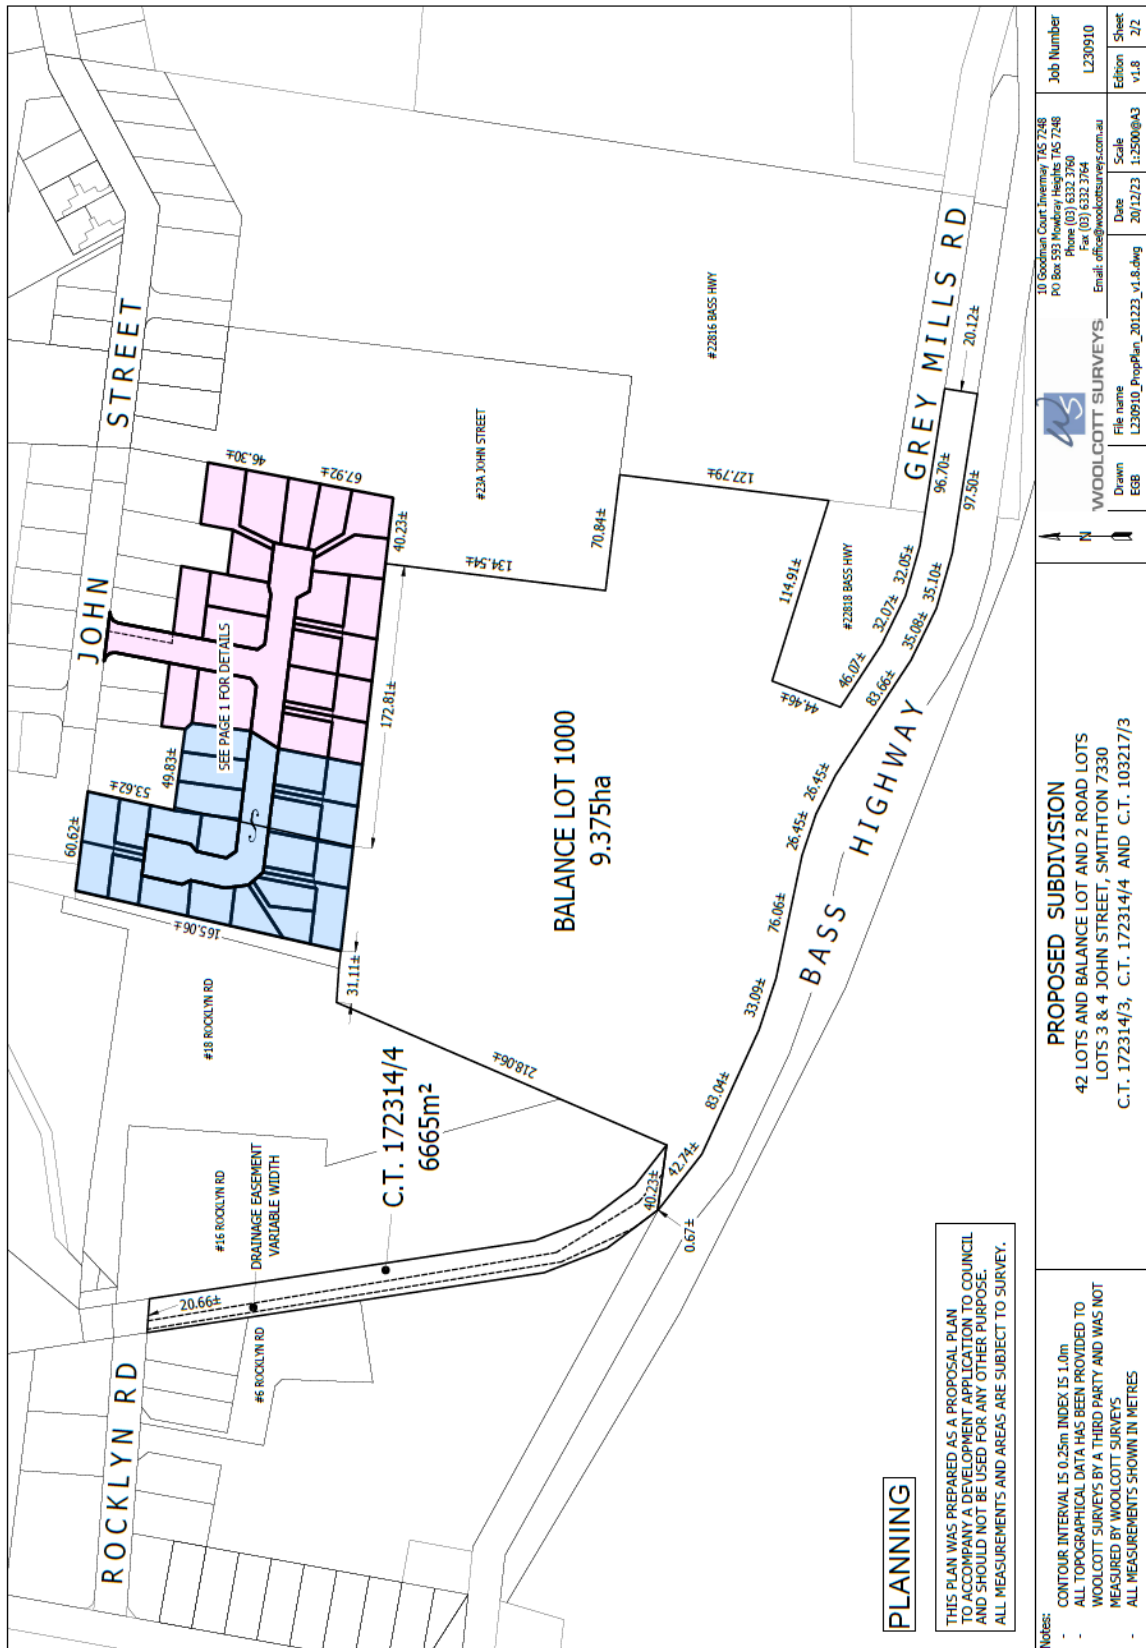 JOHN STREET
SEE PAGE 1 FOR DETAILS
60.62±
53.62±
49.83±
165.06±
31.11±
172.81±
46.30±
67.92±
40.23±
134.54±
70.84±
127.79±
114.91±
44.46±
46.07±
32.07±
32.05±
96.70±
20.12±
97.50±
35.10±
35.08±
83.66±
26.45±
26.45±
76.06±
33.09±
83.04±
42.74±
0.67±
40.23±
218.06±
20.66±
#23A JOHN STREET
#22816 BASS HWY
#22818 BASS HWY
GREY MILLS RD
BASS HIGHWAY
BALANCE LOT 1000
9.375ha
#18 ROCKLYN RD
C.T. 172314/4
6665m²
#16 ROCKLYN RD
DRAINAGE EASEMENT
VARIABLE WIDTH
#6 ROCKLYN RD
ROCKLYN RD
PLANNING
THIS PLAN WAS PREPARED AS A PROPOSAL PLAN
TO ACCOMPANY A DEVELOPMENT APPLICATION TO COUNCIL
AND SHOULD NOT BE USED FOR ANY OTHER PURPOSE.
ALL MEASUREMENTS AND AREAS ARE SUBJECT TO SURVEY.
Notes:
- CONTOUR INTERVAL IS 0.25m INDEX IS 1.0m
- ALL TOPOGRAPHICAL DATA HAS BEEN PROVIDED TO
WOOLCOTT SURVEYS BY A THIRD PARTY AND WAS NOT
MEASURED BY WOOLCOTT SURVEYS
- ALL MEASUREMENTS SHOWN IN METRES
PROPOSED SUBDIVISION
42 LOTS AND BALANCE LOT AND 2 ROAD LOTS
LOTS 3 & 4 JOHN STREET, SMITHTON 7330
C.T. 172314/3, C.T. 172314/4 AND C.T. 103217/3
N
WS
WOOLCOTT SURVEYS
10 Goodman Court Invermay TAS 7248
PO Box 593 Mowbray Heights TAS 7248
Phone (03) 6332 3760
Fax (03) 6332 3764
Email: office@woolcottsurveys.com.au
Job Number
L230910
Drawn
EGB
File name
L230910_PropPlan_201223_v1.8.dwg
Date
20/12/23
Scale
1:2500@A3
Edition
v1.8
Sheet
2/2